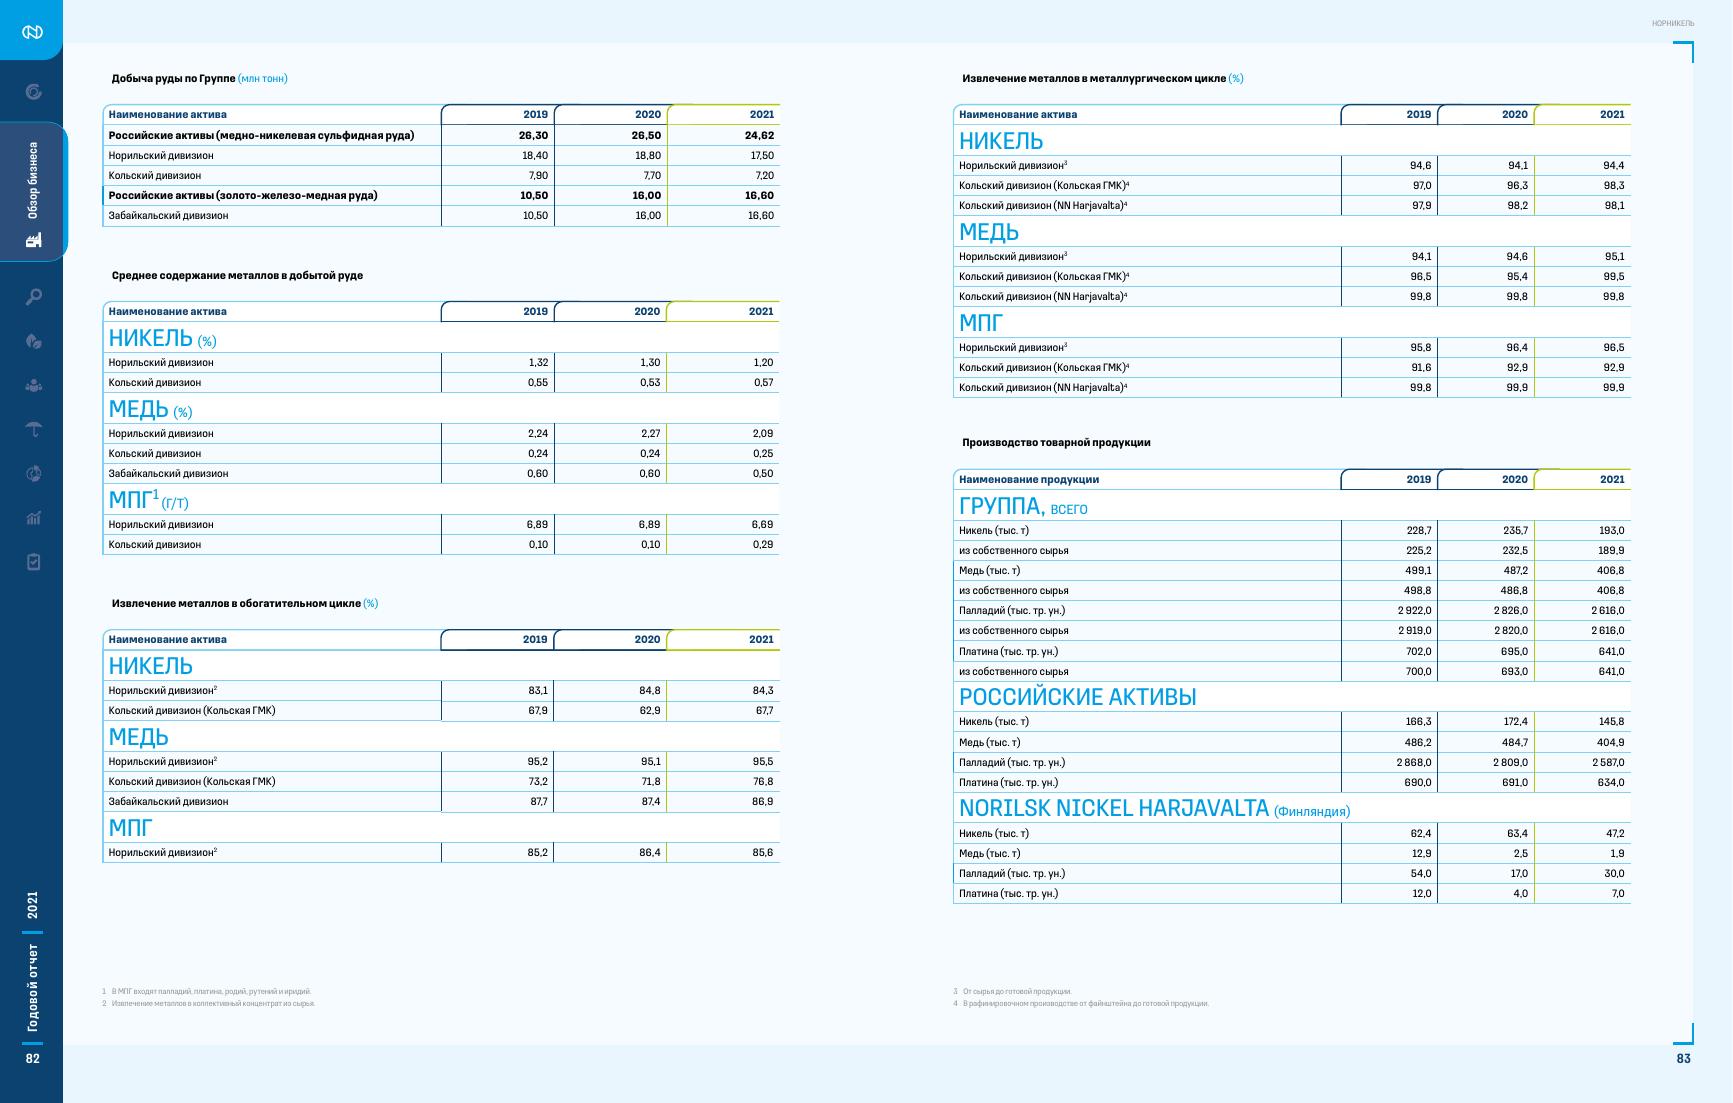 НОРНИКЕЛЬ
Обзор бизнеса
Годовой отчет 2021
82
Добыча руды по Группе (млн тонн)
Наименование актива 2019 2020 2021
Российские активы (медно-никелевая сульфидная руда) 26,30 26,50 24,62
Норильский дивизион 18,40 18,80 17,50
Кольский дивизион 7,90 7,70 7,20
Российские активы (золото-железо-медная руда) 10,50 16,00 16,60
Забайкальский дивизион 10,50 16,00 16,60
Среднее содержание металлов в добытой руде
Наименование актива 2019 2020 2021
НИКЕЛЬ (%)
Норильский дивизион 1,32 1,30 1,20
Кольский дивизион 0,55 0,53 0,57
МЕДЬ (%)
Норильский дивизион 2,24 2,27 2,09
Кольский дивизион 0,24 0,24 0,25
Забайкальский дивизион 0,60 0,60 0,50
МПГ¹ (Г/Т)
Норильский дивизион 6,89 6,89 6,69
Кольский дивизион 0,10 0,10 0,29
Извлечение металлов в обогатительном цикле (%)
Наименование актива 2019 2020 2021
НИКЕЛЬ
Норильский дивизион² 83,1 84,8 84,3
Кольский дивизион (Кольская ГМК) 67,9 62,9 67,7
МЕДЬ
Норильский дивизион² 95,2 95,1 95,5
Кольский дивизион (Кольская ГМК) 73,2 71,8 76,8
Забайкальский дивизион 87,7 87,4 86,9
МПГ
Норильский дивизион² 85,2 86,4 85,6
1 В МПГ входят палладий, платина, родий, рутений и иридий.
2 Извлечение металлов в коллективный концентрат из сырья.
Извлечение металлов в металлургическом цикле (%)
Наименование актива 2019 2020 2021
НИКЕЛЬ
Норильский дивизион³ 94,6 94,1 94,4
Кольский дивизион (Кольская ГМК)⁴ 97,0 96,3 98,3
Кольский дивизион (NN Harjavalta)⁴ 97,9 98,2 98,1
МЕДЬ
Норильский дивизион³ 94,1 94,6 95,1
Кольский дивизион (Кольская ГМК)⁴ 96,5 95,4 99,5
Кольский дивизион (NN Harjavalta)⁴ 99,8 99,8 99,8
МПГ
Норильский дивизион³ 95,8 96,4 96,5
Кольский дивизион (Кольская ГМК)⁴ 91,6 92,9 92,9
Кольский дивизион (NN Harjavalta)⁴ 99,8 99,9 99,9
Производство товарной продукции
Наименование продукции 2019 2020 2021
ГРУППА, ВСЕГО
Никель (тыс. т) 228,7 235,7 193,0
из собственного сырья 225,2 232,5 189,9
Медь (тыс. т) 499,1 487,2 406,8
из собственного сырья 498,8 486,8 406,8
Палладий (тыс. тр. ун.) 2 922,0 2 826,0 2 616,0
из собственного сырья 2 919,0 2 820,0 2 616,0
Платина (тыс. тр. ун.) 702,0 695,0 641,0
из собственного сырья 700,0 693,0 641,0
РОССИЙСКИЕ АКТИВЫ
Никель (тыс. т) 166,3 172,4 145,8
Медь (тыс. т) 486,2 484,7 404,9
Палладий (тыс. тр. ун.) 2 868,0 2 809,0 2 587,0
Платина (тыс. тр. ун.) 690,0 691,0 634,0
NORILSK NICKEL HARJAVALTA (Финляндия)
Никель (тыс. т) 62,4 63,4 47,2
Медь (тыс. т) 12,9 2,5 1,9
Палладий (тыс. тр. ун.) 54,0 17,0 30,0
Платина (тыс. тр. ун.) 12,0 4,0 7,0
3 От сырья до готовой продукции.
4 В рафинировочном производстве от файнштейна до готовой продукции.
83